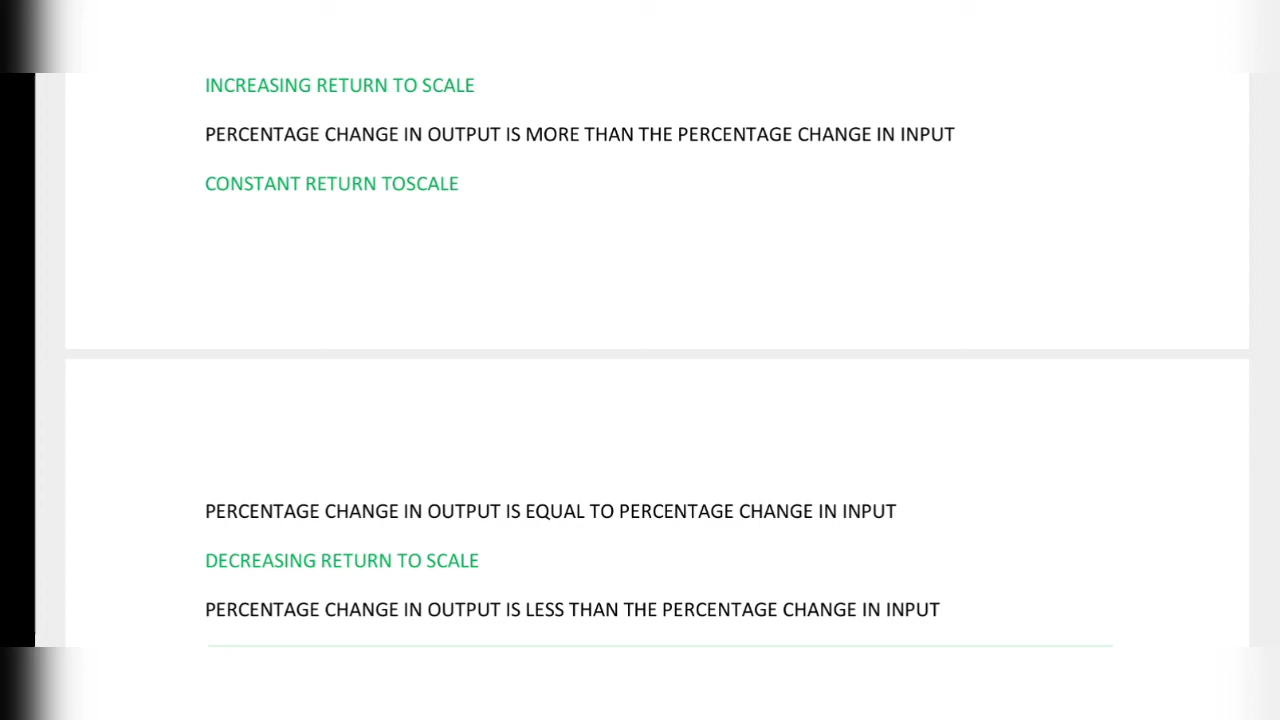 INCREASING RETURN TO SCALE
PERCENTAGE CHANGE IN OUTPUT IS MORE THAN THE PERCENTAGE CHANGE IN INPUT
CONSTANT RETURN TOSCALE
PERCENTAGE CHANGE IN OUTPUT IS EQUAL TO PERCENTAGE CHANGE IN INPUT
DECREASING RETURN TO SCALE
PERCENTAGE CHANGE IN OUTPUT IS LESS THAN THE PERCENTAGE CHANGE IN INPUT